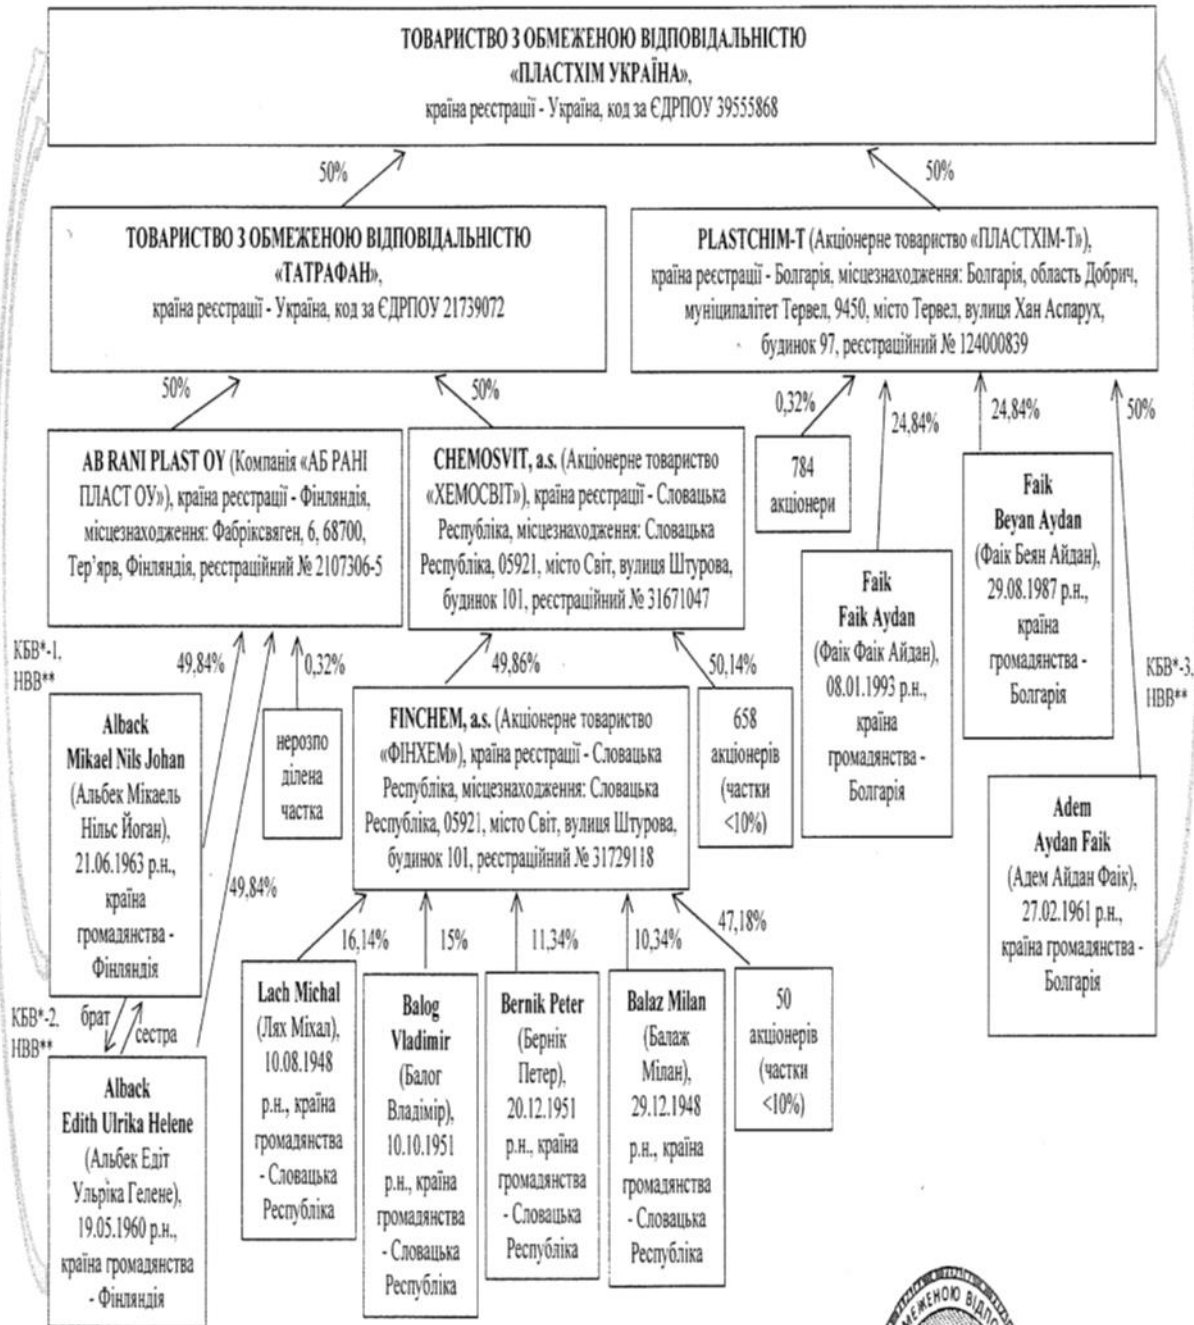 ТОВАРИСТВО З ОБМЕЖЕНОЮ ВІДПОВІДАЛЬНІСТЮ
«ПЛАСТХІМ УКРАЇНА»,
країна реєстрації - Україна, код за ЄДРПОУ 39555868
50%
50%
ТОВАРИСТВО З ОБМЕЖЕНОЮ ВІДПОВІДАЛЬНІСТЮ
«ТАТРАФАН»,
країна реєстрації - Україна, код за ЄДРПОУ 21739072
PLASTCHIM-T (Акціонерне товариство «ПЛАСТХІМ-Т»),
країна реєстрації - Болгарія, місцезнаходження: Болгарія, область Добрич,
муніципалітет Тервел, 9450, місто Тервел, вулиця Хан Аспарух,
будинок 97, реєстраційний № 124000839
50%
50%
0,32%
24,84%
24,84%
50%
AB RANI PLAST OY (Компанія «АБ РАНІ
ПЛАСТ ОУ»), країна реєстрації - Фінляндія,
місцезнаходження: Фабріксвяген, 6, 68700,
Тер’ярв, Фінляндія, реєстраційний № 2107306-5
CHEMOSVIT, a.s. (Акціонерне товариство
«ХЕМОСВІТ»), країна реєстрації - Словацька
Республіка, місцезнаходження: Словацька
Республіка, 05921, місто Світ, вулиця Штурова,
будинок 101, реєстраційний № 31671047
784
акціонери
Faik
Faik Aydan
(Фаік Фаік Айдан),
08.01.1993 р.н.,
країна
громадянства -
Болгарія
Faik
Beyan Aydan
(Фаік Беян Айдан),
29.08.1987 р.н.,
країна
громадянства -
Болгарія
КБВ*-3,
НВВ**
Adem
Aydan Faik
(Адем Айдан Фаік),
27.02.1961 р.н.,
країна громадянства -
Болгарія
КБВ*-1,
НВВ**
49,84%
0,32%
49,86%
50,14%
Alback
Mikael Nils Johan
(Альбек Мікаель
Нільс Йоган),
21.06.1963 р.н.,
країна
громадянства -
Фінляндія
49,84%
нерозпо
ділена
частка
FINCHEM, a.s. (Акціонерне товариство
«ФІНХЕМ»), країна реєстрації - Словацька
Республіка, місцезнаходження: Словацька
Республіка, 05921, місто Світ, вулиця Штурова,
будинок 101, реєстраційний № 31729118
658
акціонерів
(частки
<10%)
16,14%
15%
11,34%
10,34%
47,18%
КБВ*-2,
НВВ**
брат
сестра
Alback
Edith Ulrika Helene
(Альбек Едіт
Ульріка Гелене),
19.05.1960 р.н.,
країна громадянства
- Фінляндія
Lach Michal
(Лях Міхал),
10.08.1948
р.н., країна
громадянства
- Словацька
Республіка
Balog
Vladimir
(Балог
Владімір),
10.10.1951
р.н., країна
громадянства
- Словацька
Республіка
Bernik Peter
(Бернік
Петер),
20.12.1951
р.н., країна
громадянства
- Словацька
Республіка
Balaz Milan
(Балаж
Мілан),
29.12.1948
р.н., країна
громадянства
- Словацька
Республіка
50
акціонерів
(частки
<10%)